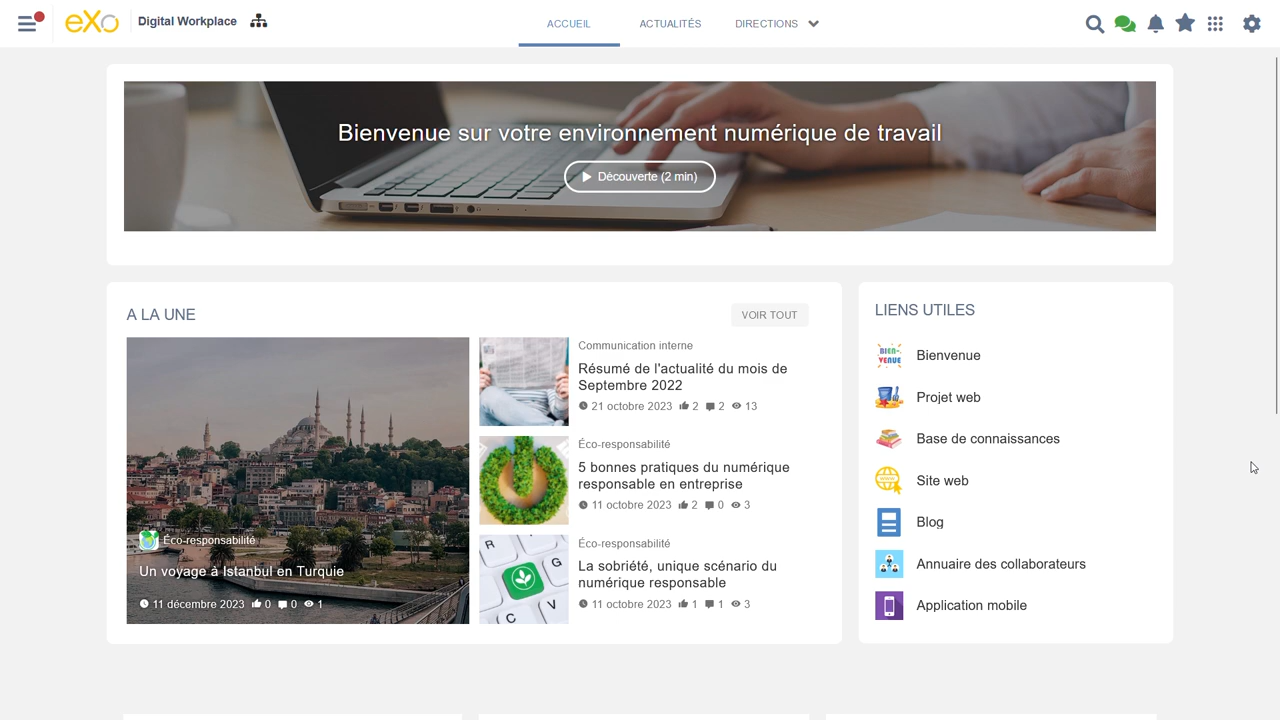 eXo
Digital Workplace
ACCUEIL
ACTUALITÉS
DIRECTIONS
Bienvenue sur votre environnement numérique de travail
Découverte (2 min)
A LA UNE
VOIR TOUT
Éco-responsabilité
Un voyage à Istanbul en Turquie
11 décembre 2023 0 0 1
Communication interne
Résumé de l'actualité du mois de
Septembre 2022
21 octobre 2023 2 2 13
Éco-responsabilité
5 bonnes pratiques du numérique
responsable en entreprise
11 octobre 2023 2 0 3
R
G
C
V
Éco-responsabilité
La sobriété, unique scénario du
numérique responsable
11 octobre 2023 1 1 3
LIENS UTILES
BIEN-
VENUE
Bienvenue
Projet web
Base de connaissances
WWW
Site web
Blog
Annuaire des collaborateurs
Application mobile